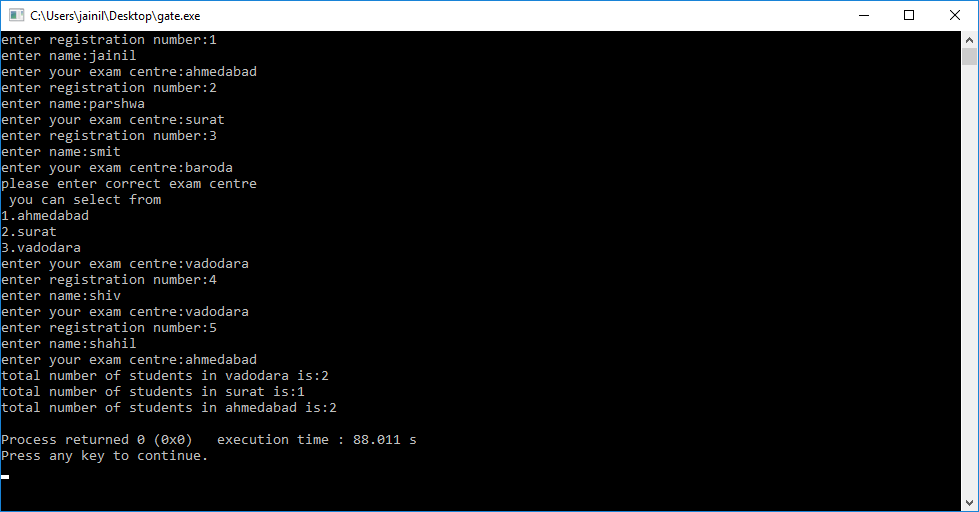 C:\Users\jainil\Desktop\gate.exe
enter registration number:1
enter name:jainil
enter your exam centre:ahmedabad
enter registration number:2
enter name:parshwa
enter your exam centre:surat
enter registration number:3
enter name:smit
enter your exam centre:baroda
please enter correct exam centre
 you can select from
1.ahmedabad
2.surat
3.vadodara
enter your exam centre:vadodara
enter registration number:4
enter name:shiv
enter your exam centre:vadodara
enter registration number:5
enter name:shahil
enter your exam centre:ahmedabad
total number of students in vadodara is:2
total number of students in surat is:1
total number of students in ahmedabad is:2
Process returned 0 (0x0)   execution time : 88.011 s
Press any key to continue.